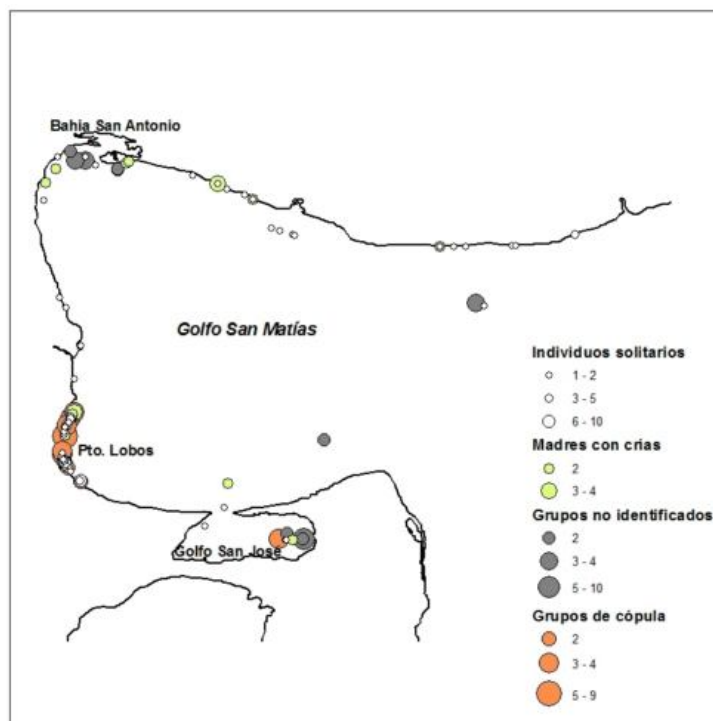 Bahia San Antonio
Golfo San Matías
Pto. Lobos
Golfo San José
Individuos solitarios
1 - 2
3 - 5
6 - 10
Madres con crias
2
3 - 4
Grupos no identificados
2
3 - 4
5 - 10
Grupos de cópula
2
3 - 4
5 - 9